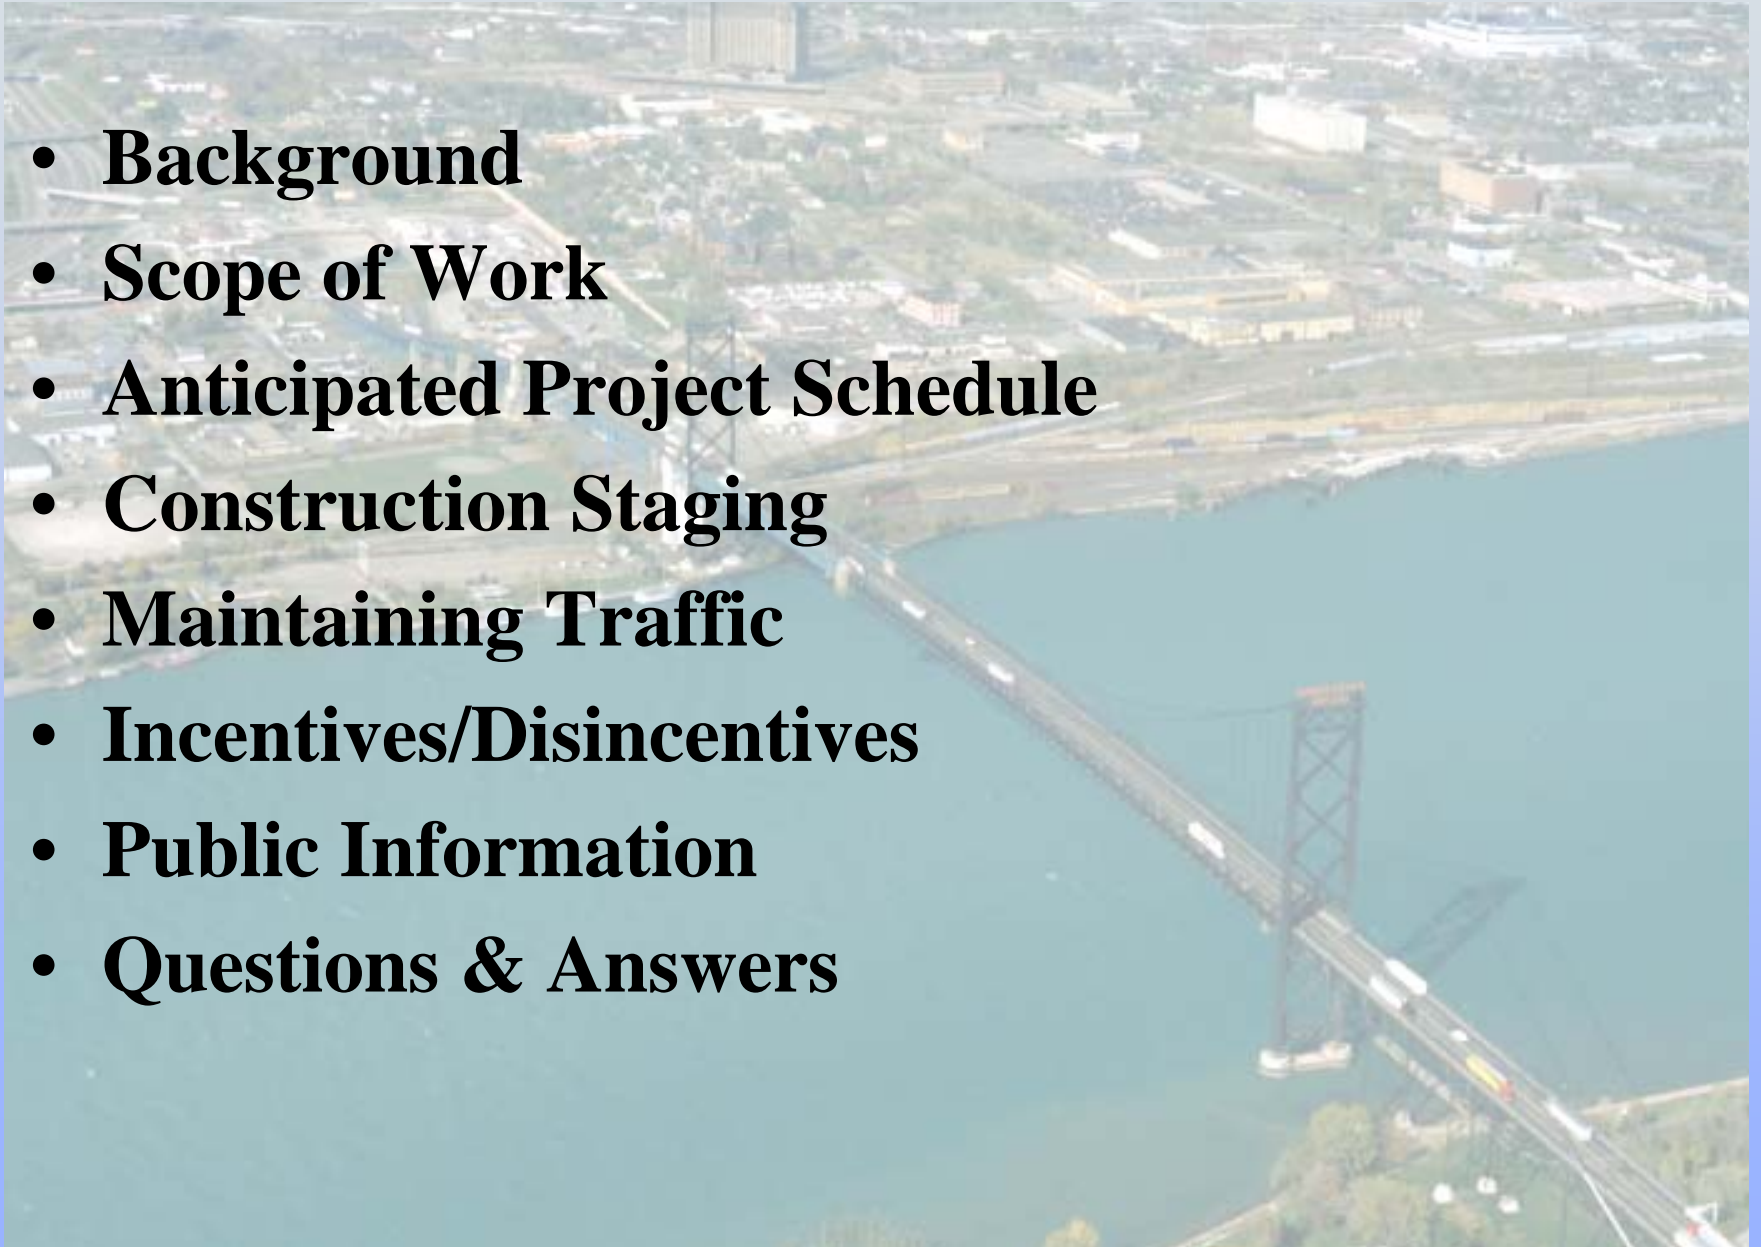 • Background
• Scope of Work
• Anticipated Project Schedule
• Construction Staging
• Maintaining Traffic
• Incentives/Disincentives
• Public Information
• Questions & Answers